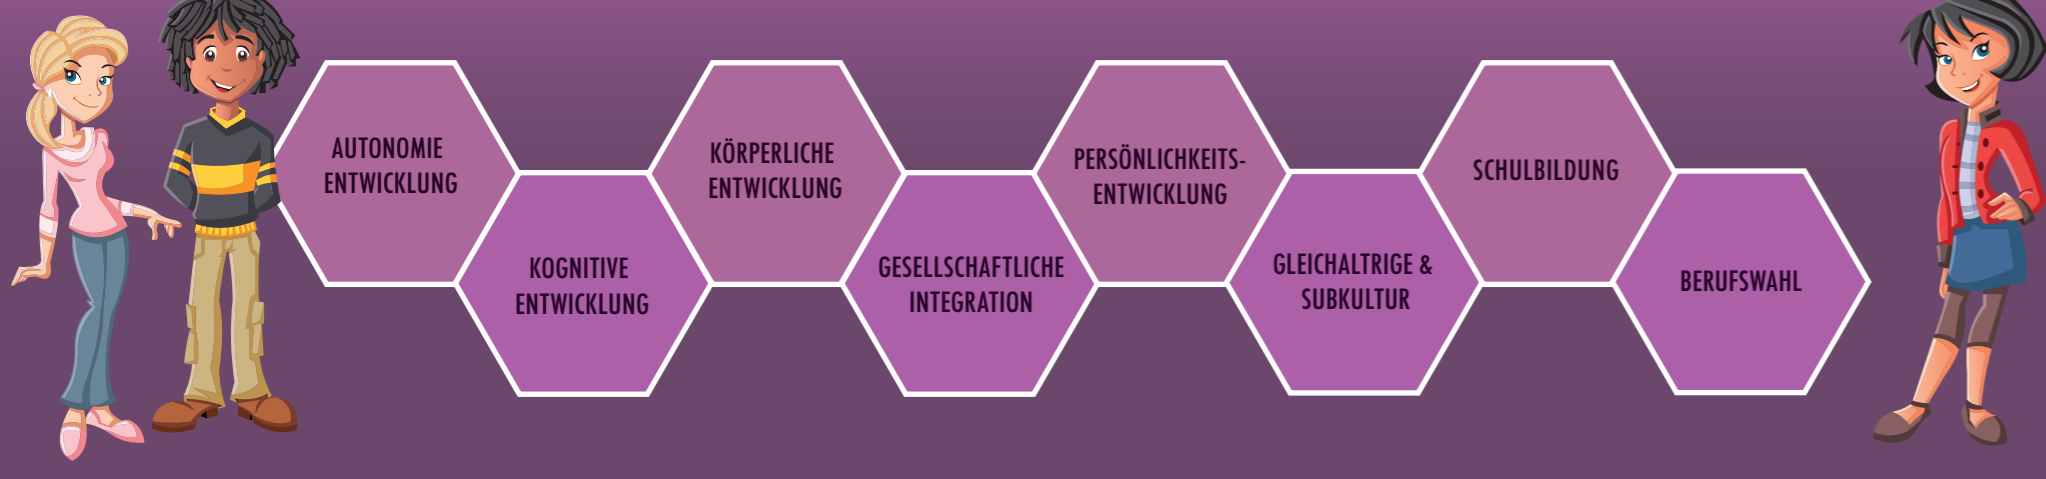 AUTONOMIE
ENTWICKLUNG
KOGNITIVE
ENTWICKLUNG
KÖRPERLICHE
ENTWICKLUNG
GESELLSCHAFTLICHE
INTEGRATION
PERSÖNLICHKEITS-
ENTWICKLUNG
GLEICHALTRIGE &
SUBKULTUR
SCHULBILDUNG
BERUFSWAHL